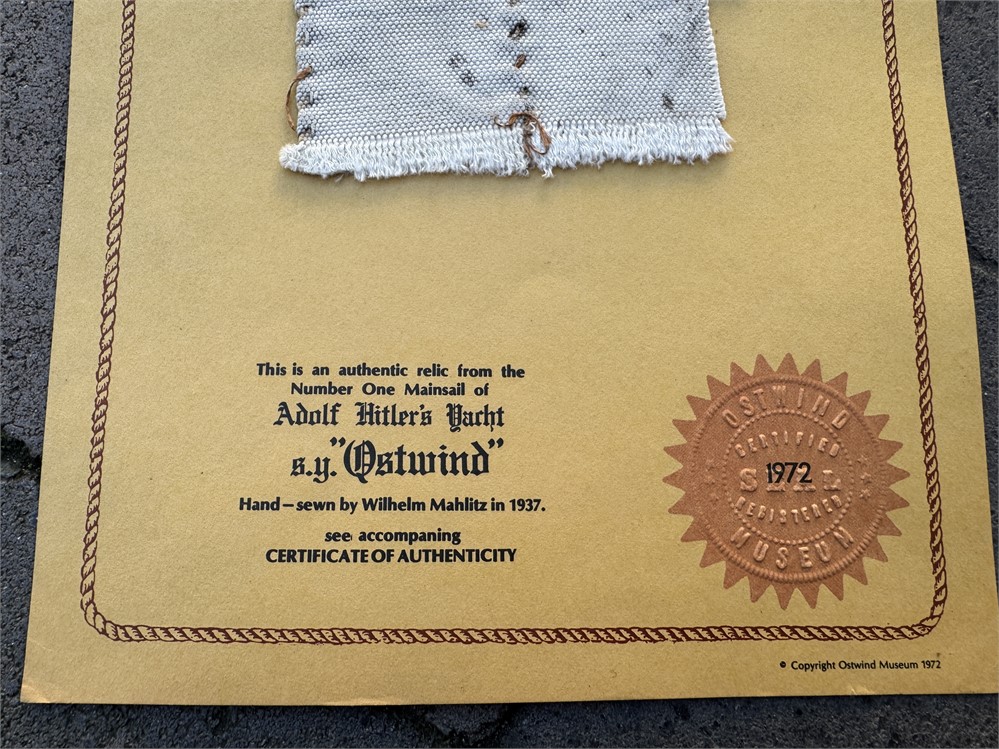 This is an authentic relic from the
Number One Mainsail of
Adolf Hitler's Yacht
s.y."Ostwind"
Hand–sewn by Wilhelm Mahlitz in 1937.
see accompaning
CERTIFICATE OF AUTHENTICITY
OSTWIND
CERTIFIED
SEAL
1972
REGISTERED
MUSEUM
© Copyright Ostwind Museum 1972